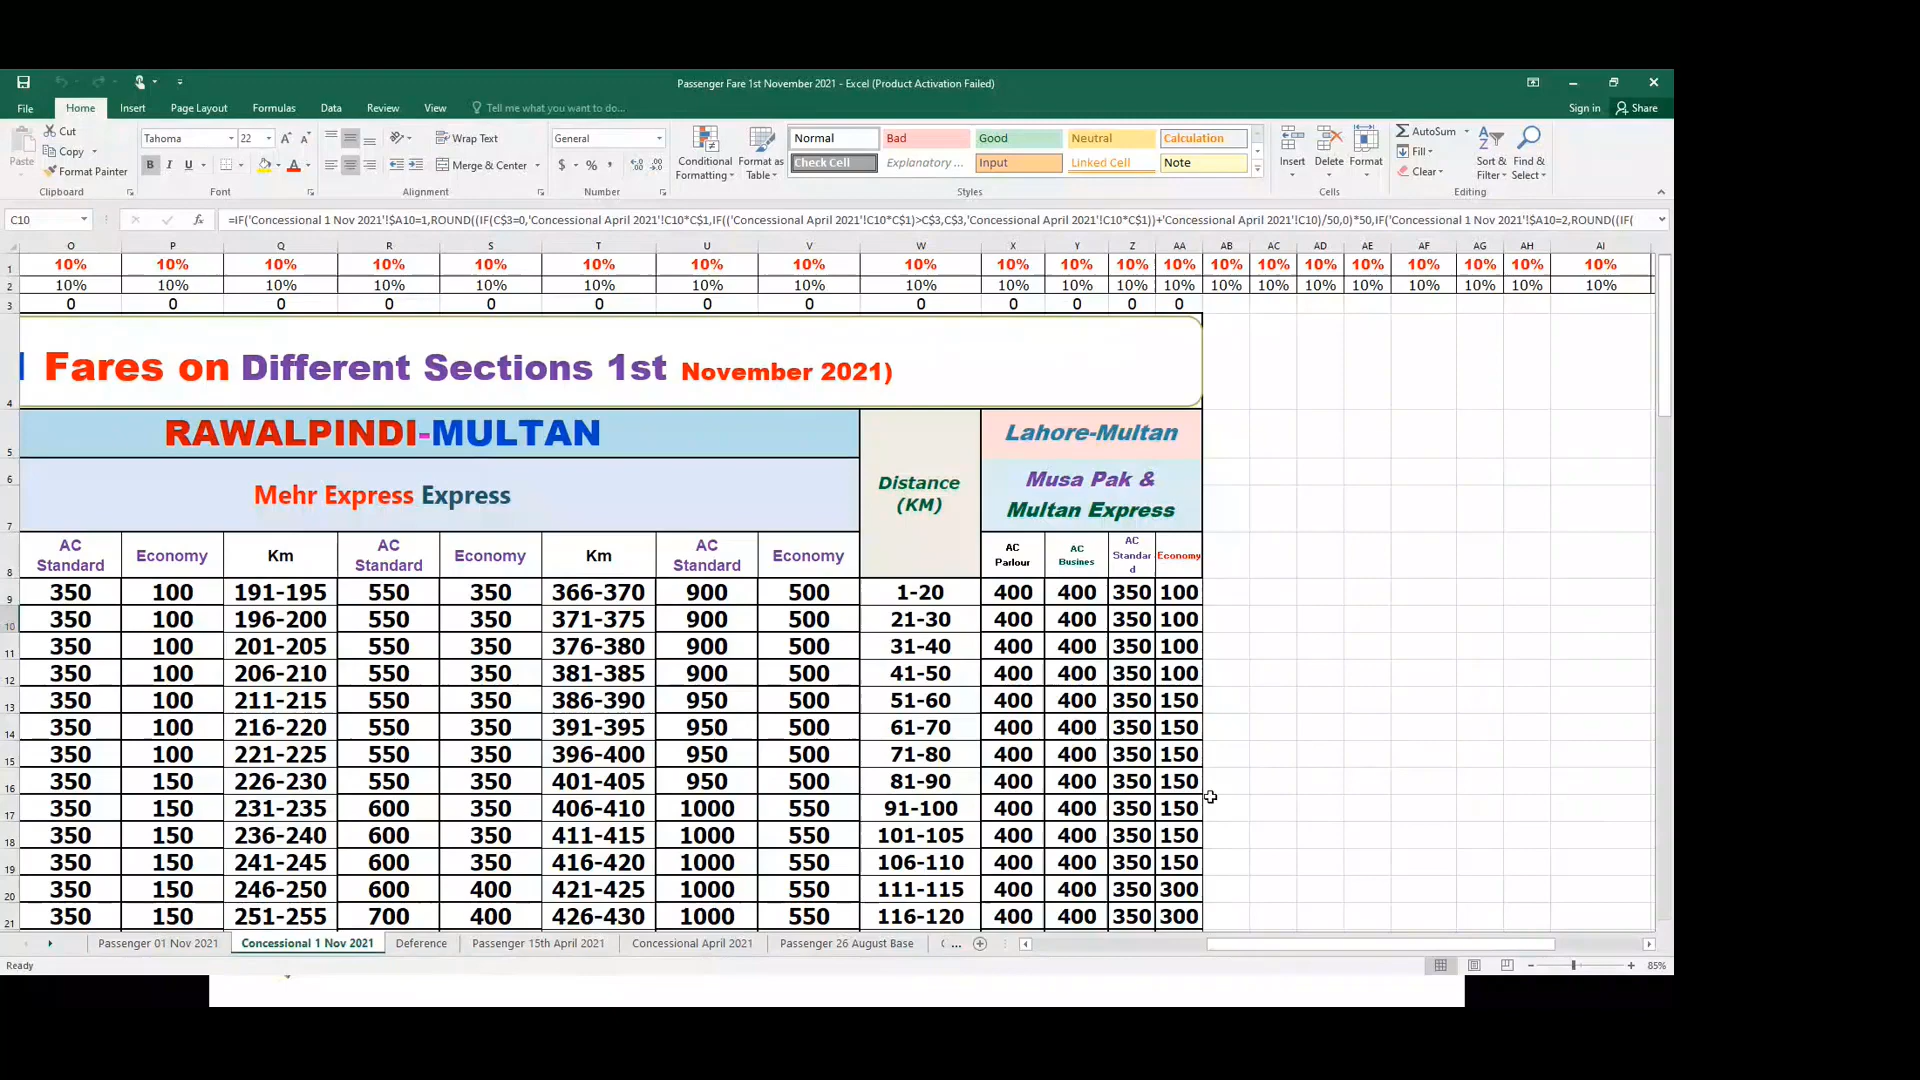 Passenger Fare 1st November 2021 - Excel (Product Activation Failed)
File Home Insert Page Layout Formulas Data Review View Tell me what you want to do... Sign in Share
Paste Cut Copy Format Painter Clipboard
Tahoma 22 B I U Font
Wrap Text Merge & Center Alignment
General $ % , Number
Conditional Formatting Format as Table
Normal Bad Good Neutral Calculation
Check Cell Explanatory ... Input Linked Cell Note
Styles
Insert Delete Format Cells
AutoSum Fill Clear Sort & Filter Find & Select Editing
C10 fx =IF('Concessional 1 Nov 2021'!$A10=1,ROUND((IF(C$3=0,'Concessional April 2021'!C10*C$1,IF(('Concessional April 2021'!C10*C$1)>C$3,C$3,'Concessional April 2021'!C10*C$1))+'Concessional April 2021'!C10)/50,0)*50,IF('Concessional 1 Nov 2021'!$A10=2,ROUND((IF(
O P Q R S T U V W X Y Z AA AB AC AD AE AF AG AH AI
1 10% 10% 10% 10% 10% 10% 10% 10% 10% 10% 10% 10% 10% 10% 10% 10% 10% 10% 10% 10% 10%
2 10% 10% 10% 10% 10% 10% 10% 10% 10% 10% 10% 10% 10% 10% 10% 10% 10% 10% 10% 10% 10%
3 0 0 0 0 0 0 0 0 0 0 0 0 0
4 Fares on Different Sections 1st November 2021)
5 RAWALPINDI-MULTAN Distance (KM) Lahore-Multan
6 Mehr Express Express Musa Pak &
7 Multan Express
8 AC Standard Economy Km AC Standard Economy Km AC Standard Economy AC Parlour AC Busines AC Standard Economy
9 350 100 191-195 550 350 366-370 900 500 1-20 400 400 350 100
10 350 100 196-200 550 350 371-375 900 500 21-30 400 400 350 100
11 350 100 201-205 550 350 376-380 900 500 31-40 400 400 350 100
12 350 100 206-210 550 350 381-385 900 500 41-50 400 400 350 100
13 350 100 211-215 550 350 386-390 950 500 51-60 400 400 350 150
14 350 100 216-220 550 350 391-395 950 500 61-70 400 400 350 150
15 350 100 221-225 550 350 396-400 950 500 71-80 400 400 350 150
16 350 150 226-230 550 350 401-405 950 500 81-90 400 400 350 150
17 350 150 231-235 600 350 406-410 1000 550 91-100 400 400 350 150
18 350 150 236-240 600 350 411-415 1000 550 101-105 400 400 350 150
19 350 150 241-245 600 350 416-420 1000 550 106-110 400 400 350 150
20 350 150 246-250 600 400 421-425 1000 550 111-115 400 400 350 300
21 350 150 251-255 700 400 426-430 1000 550 116-120 400 400 350 300
Passenger 01 Nov 2021 Concessional 1 Nov 2021 Deference Passenger 15th April 2021 Concessional April 2021 Passenger 26 August Base ...
Ready 85%